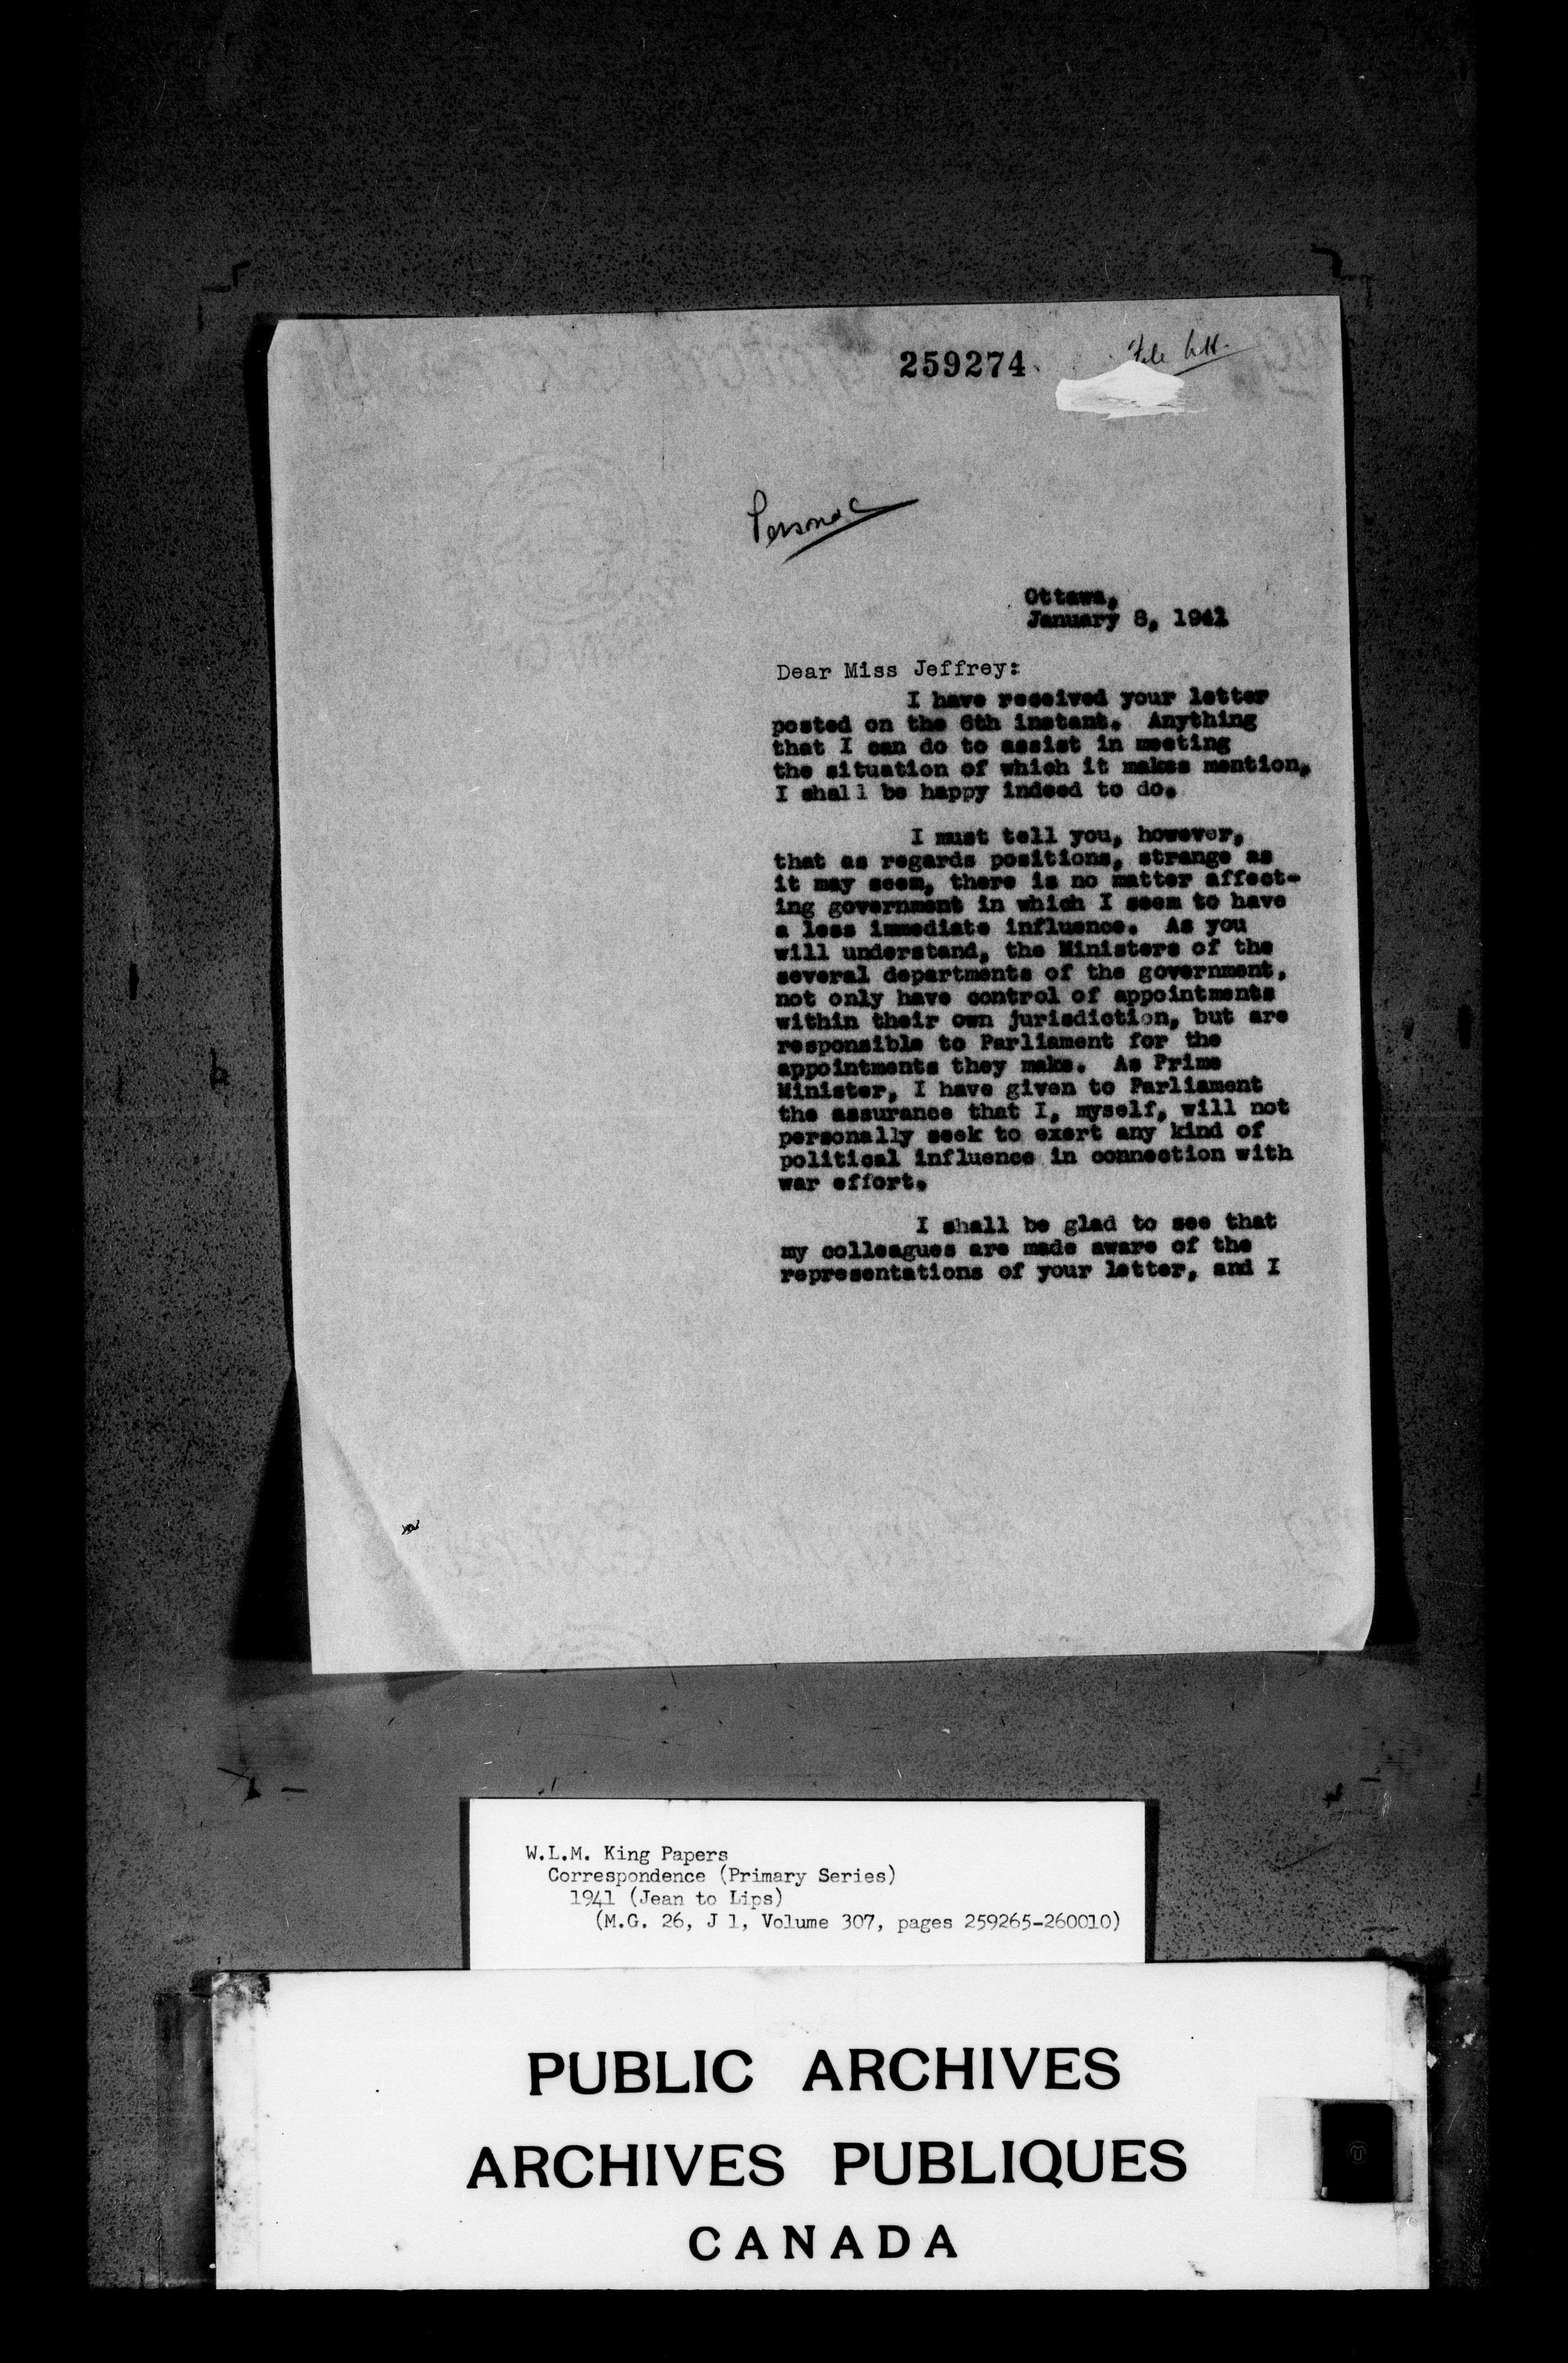 259274
File
Personal
Ottawa,
January 8, 1941
Dear Miss Jeffrey:
I have received your letter
posted on the 6th instant. Anything
that I can do to assist in meeting
the situation of which it makes mention,
I shall be happy indeed to do.
I must tell you, however,
that as regards positions, strange as
it may seem, there is no matter affect-
ing government in which I seem to have
a less immediate influence. As you
will understand, the Ministers of the
several departments of the government,
not only have control of appointments
within their own jurisdiction, but are
responsible to Parliament for the
appointments they make. As Prime
Minister, I have given to Parliament
the assurance that I, myself, will not
personally seek to exert any kind of
political influence in connection with
war effort.
I shall be glad to see that
my colleagues are made aware of the
representations of your letter, and I
W.L.M. King Papers
Correspondence (Primary Series)
1941 (Jean to Lips)
(M.G. 26, J 1, Volume 307, pages 259265-260010)
PUBLIC ARCHIVES
ARCHIVES PUBLIQUES
CANADA